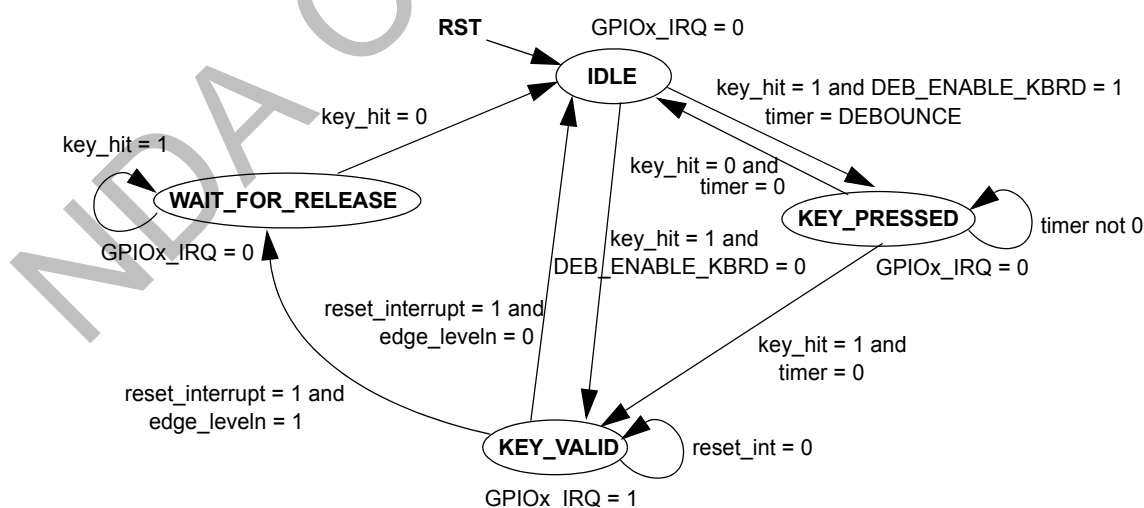 RST
GPIOx_IRQ = 0
IDLE
key_hit = 1 and DEB_ENABLE_KBRD = 1
timer = DEBOUNCE
key_hit = 0
key_hit = 1
key_hit = 0 and
timer = 0
WAIT_FOR_RELEASE
KEY_PRESSED
timer not 0
GPIOx_IRQ = 0
key_hit = 1 and
DEB_ENABLE_KBRD = 0
GPIOx_IRQ = 0
reset_interrupt = 1 and
edge_leveln = 0
key_hit = 1 and
timer = 0
reset_interrupt = 1 and
edge_leveln = 1
KEY_VALID
reset_int = 0
GPIOx_IRQ = 1
NDA